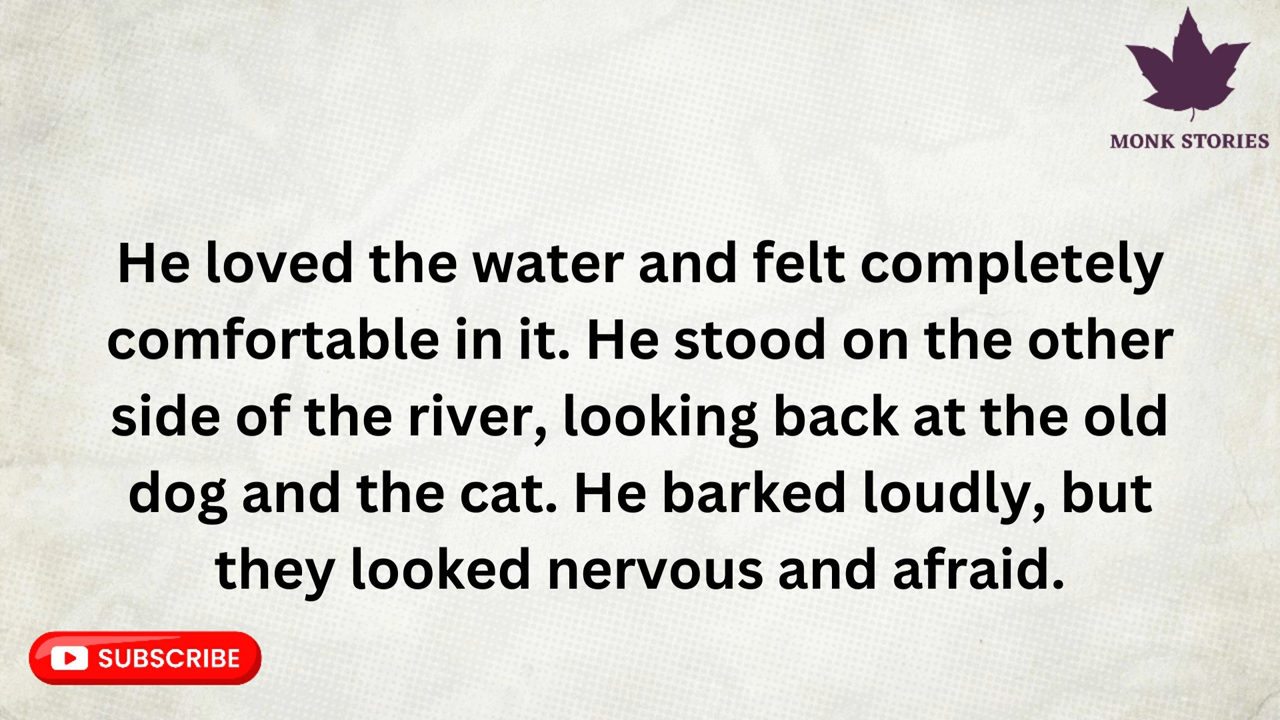 MONK STORIES
He loved the water and felt completely
comfortable in it. He stood on the other
side of the river, looking back at the old
dog and the cat. He barked loudly, but
they looked nervous and afraid.
SUBSCRIBE